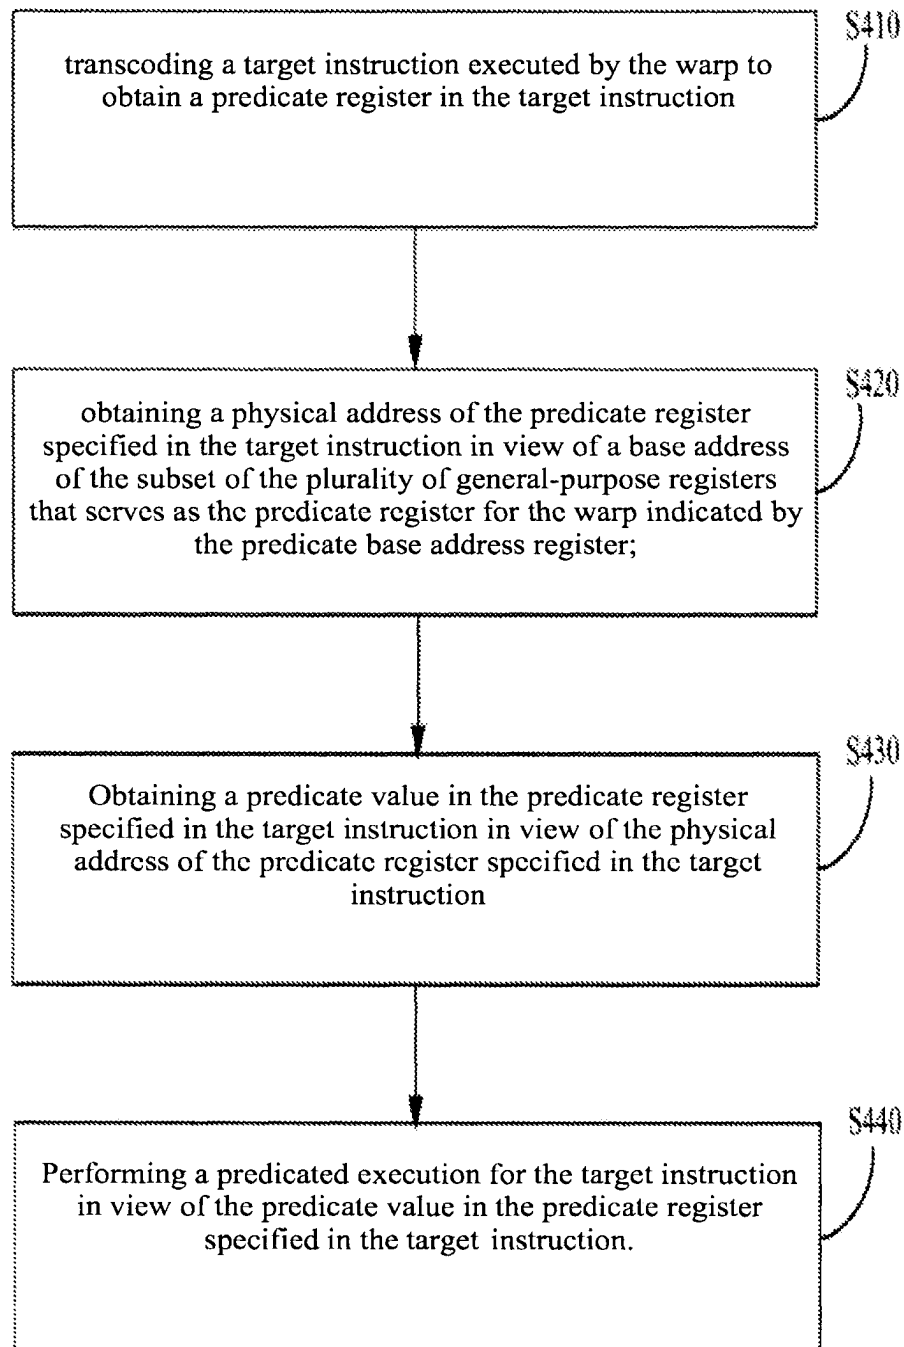 S410
transcoding a target instruction executed by the warp to
obtain a predicate register in the target instruction
S420
obtaining a physical address of the predicate register
specified in the target instruction in view of a base address
of the subset of the plurality of general-purpose registers
that serves as the predicate register for the warp indicated by
the predicate base address register;
S430
Obtaining a predicate value in the predicate register
specified in the target instruction in view of the physical
address of the predicate register specified in the target
instruction
S440
Performing a predicated execution for the target instruction
in view of the predicate value in the predicate register
specified in the target instruction.